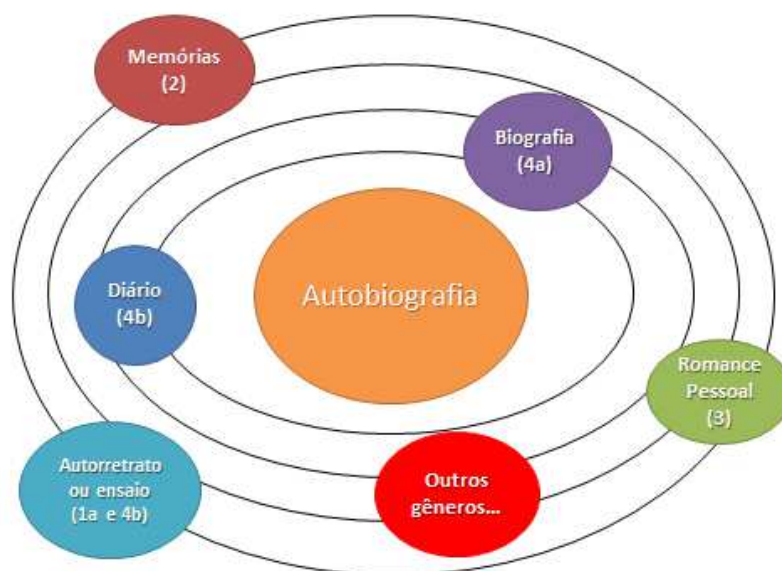 Memórias
(2)
Biografia
(4a)
Diário
(4b)
Autobiografia
Romance
Pessoal
(3)
Autorretrato
ou ensaio
(1a e 4b)
Outros
gêneros...